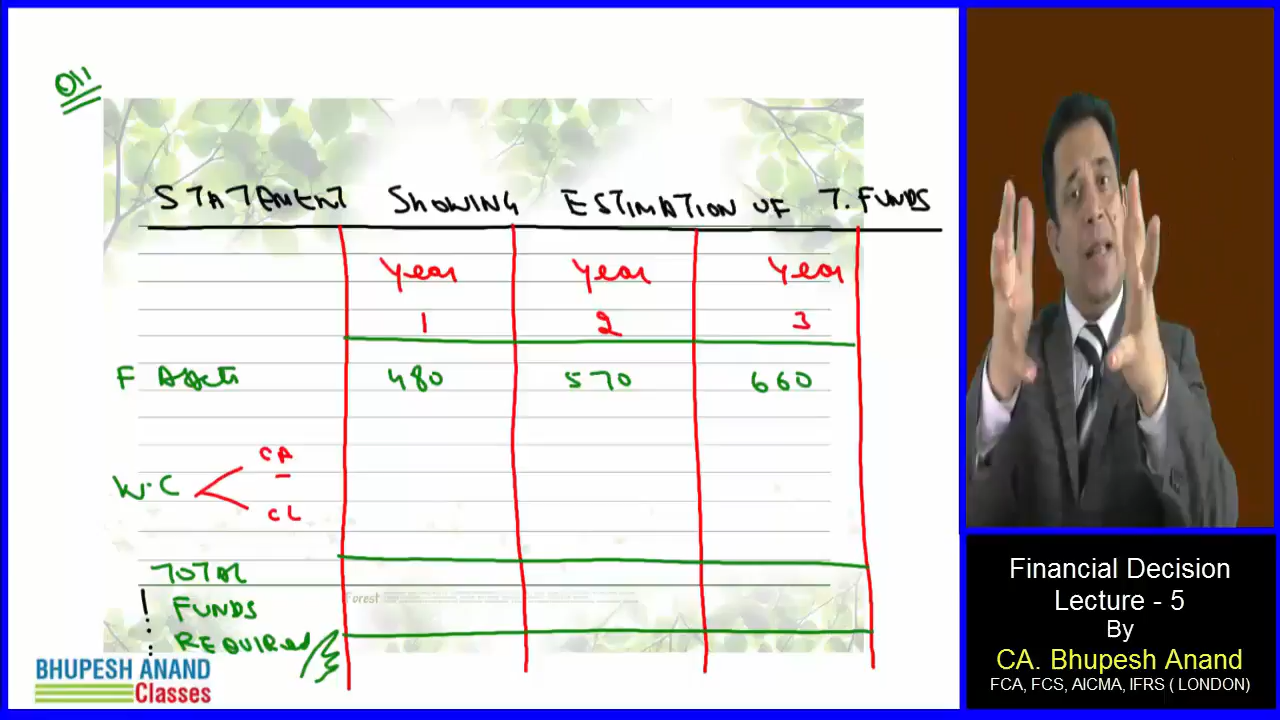 STATEMENT SHOWING ESTIMATION OF T. FUNDS
Year Year Year
1 2 3
F Assets 480 570 660
CA
W.C
CL
TOTAL
FUNDS
REQUIRED
Forest
BHUPESH ANAND
Classes
Financial Decision
Lecture - 5
By
CA. Bhupesh Anand
FCA, FCS, AICMA, IFRS ( LONDON)